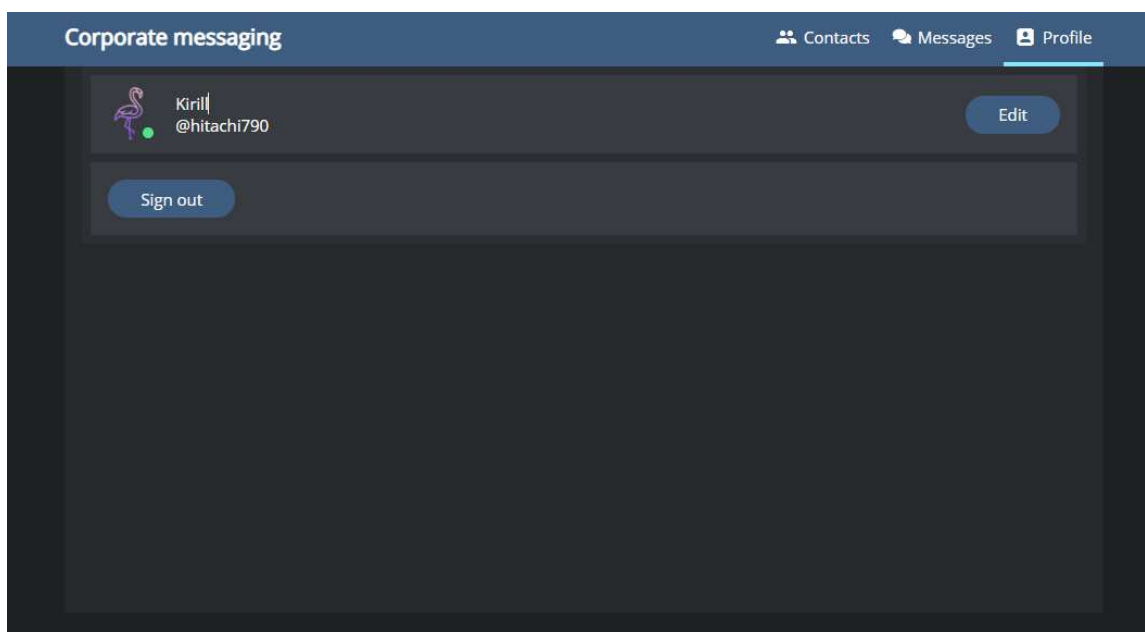 Corporate messaging
Contacts
Messages
Profile
Kirill
@hitachi790
Edit
Sign out